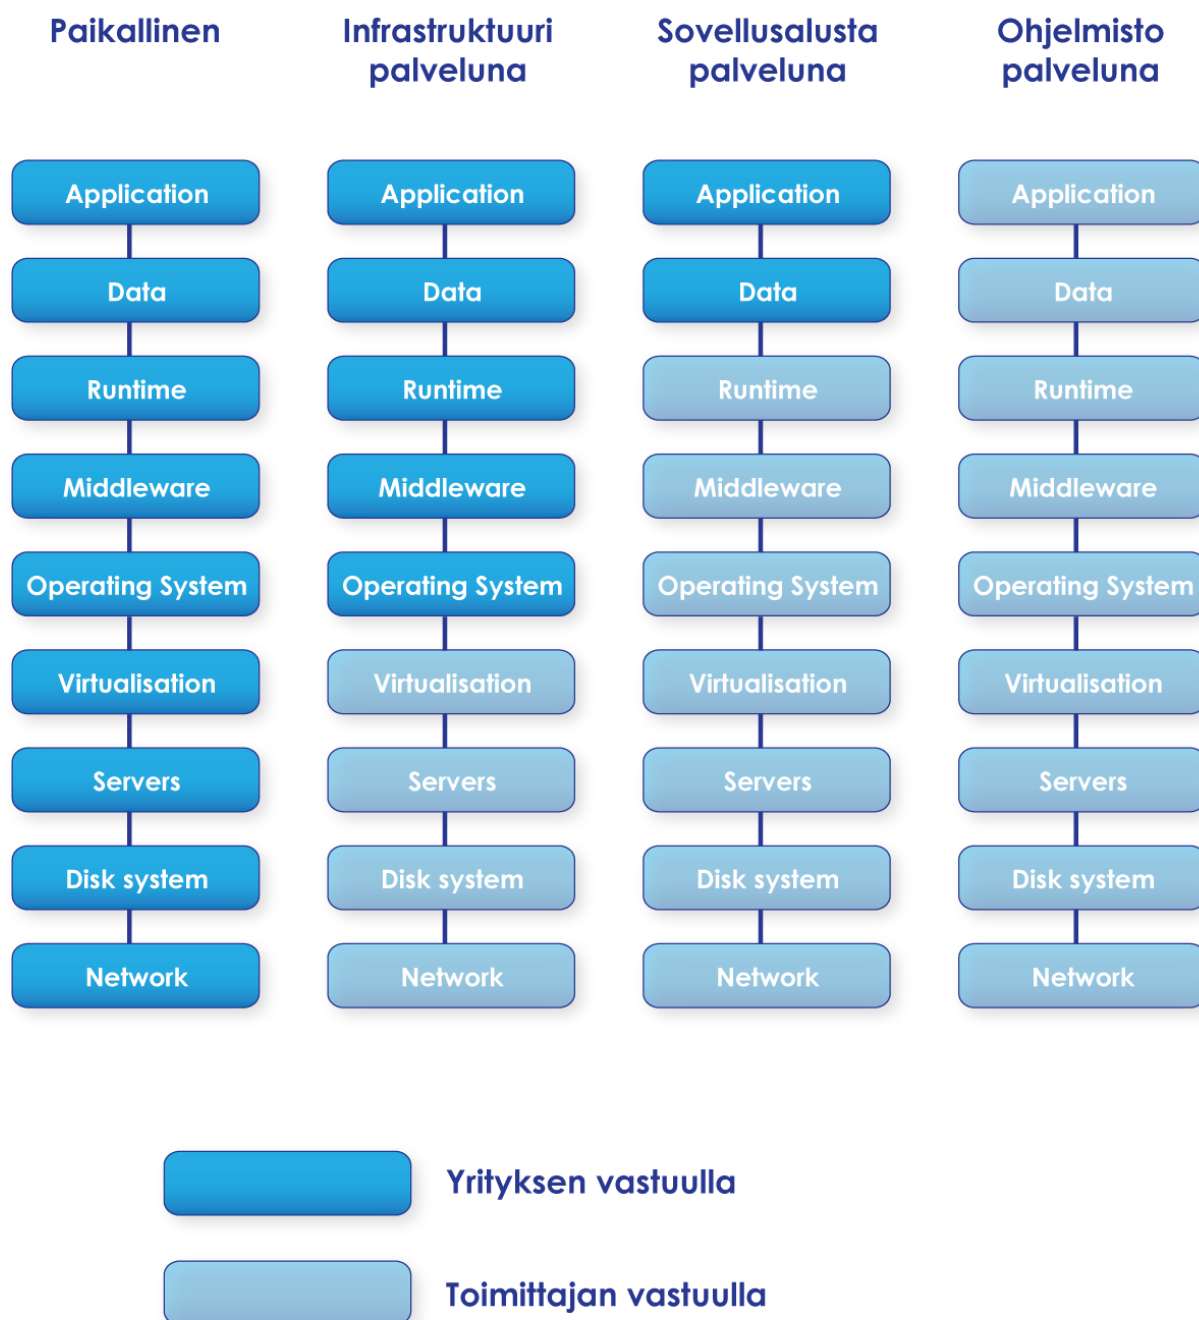 Paikallinen
Infrastruktuuri
palveluna
Sovellusalusta
palveluna
Ohjelmisto
palveluna
Application
Application
Application
Application
Data
Data
Data
Data
Runtime
Runtime
Runtime
Runtime
Middleware
Middleware
Middleware
Middleware
Operating System
Operating System
Operating System
Operating System
Virtualisation
Virtualisation
Virtualisation
Virtualisation
Servers
Servers
Servers
Servers
Disk system
Disk system
Disk system
Disk system
Network
Network
Network
Network
Yrityksen vastuulla
Toimittajan vastuulla